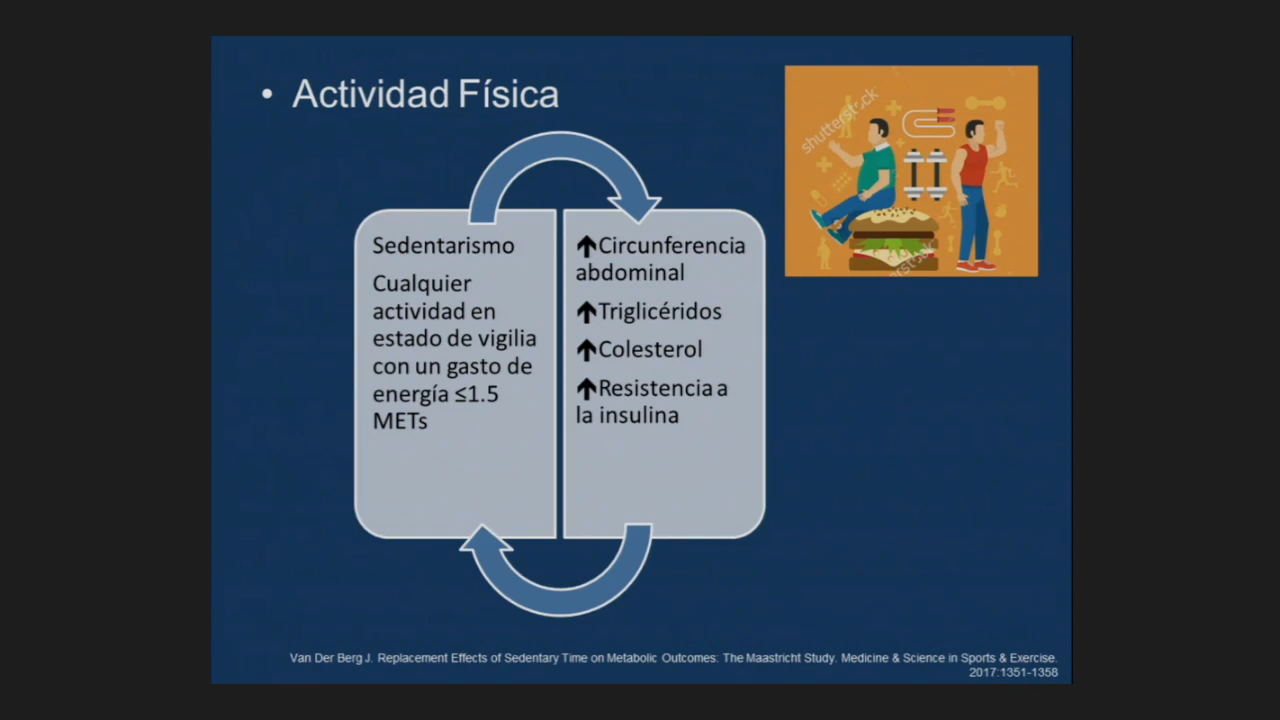 • Actividad Física
shutterstock
Sedentarismo
Cualquier
actividad en
estado de vigilia
con un gasto de
energía ≤1.5
METs
↑Circunferencia
abdominal
↑Triglicéridos
↑Colesterol
↑Resistencia a
la insulina
Van Der Berg J. Replacement Effects of Sedentary Time on Metabolic Outcomes: The Maastricht Study. Medicine & Science in Sports & Exercise.
2017:1351-1358